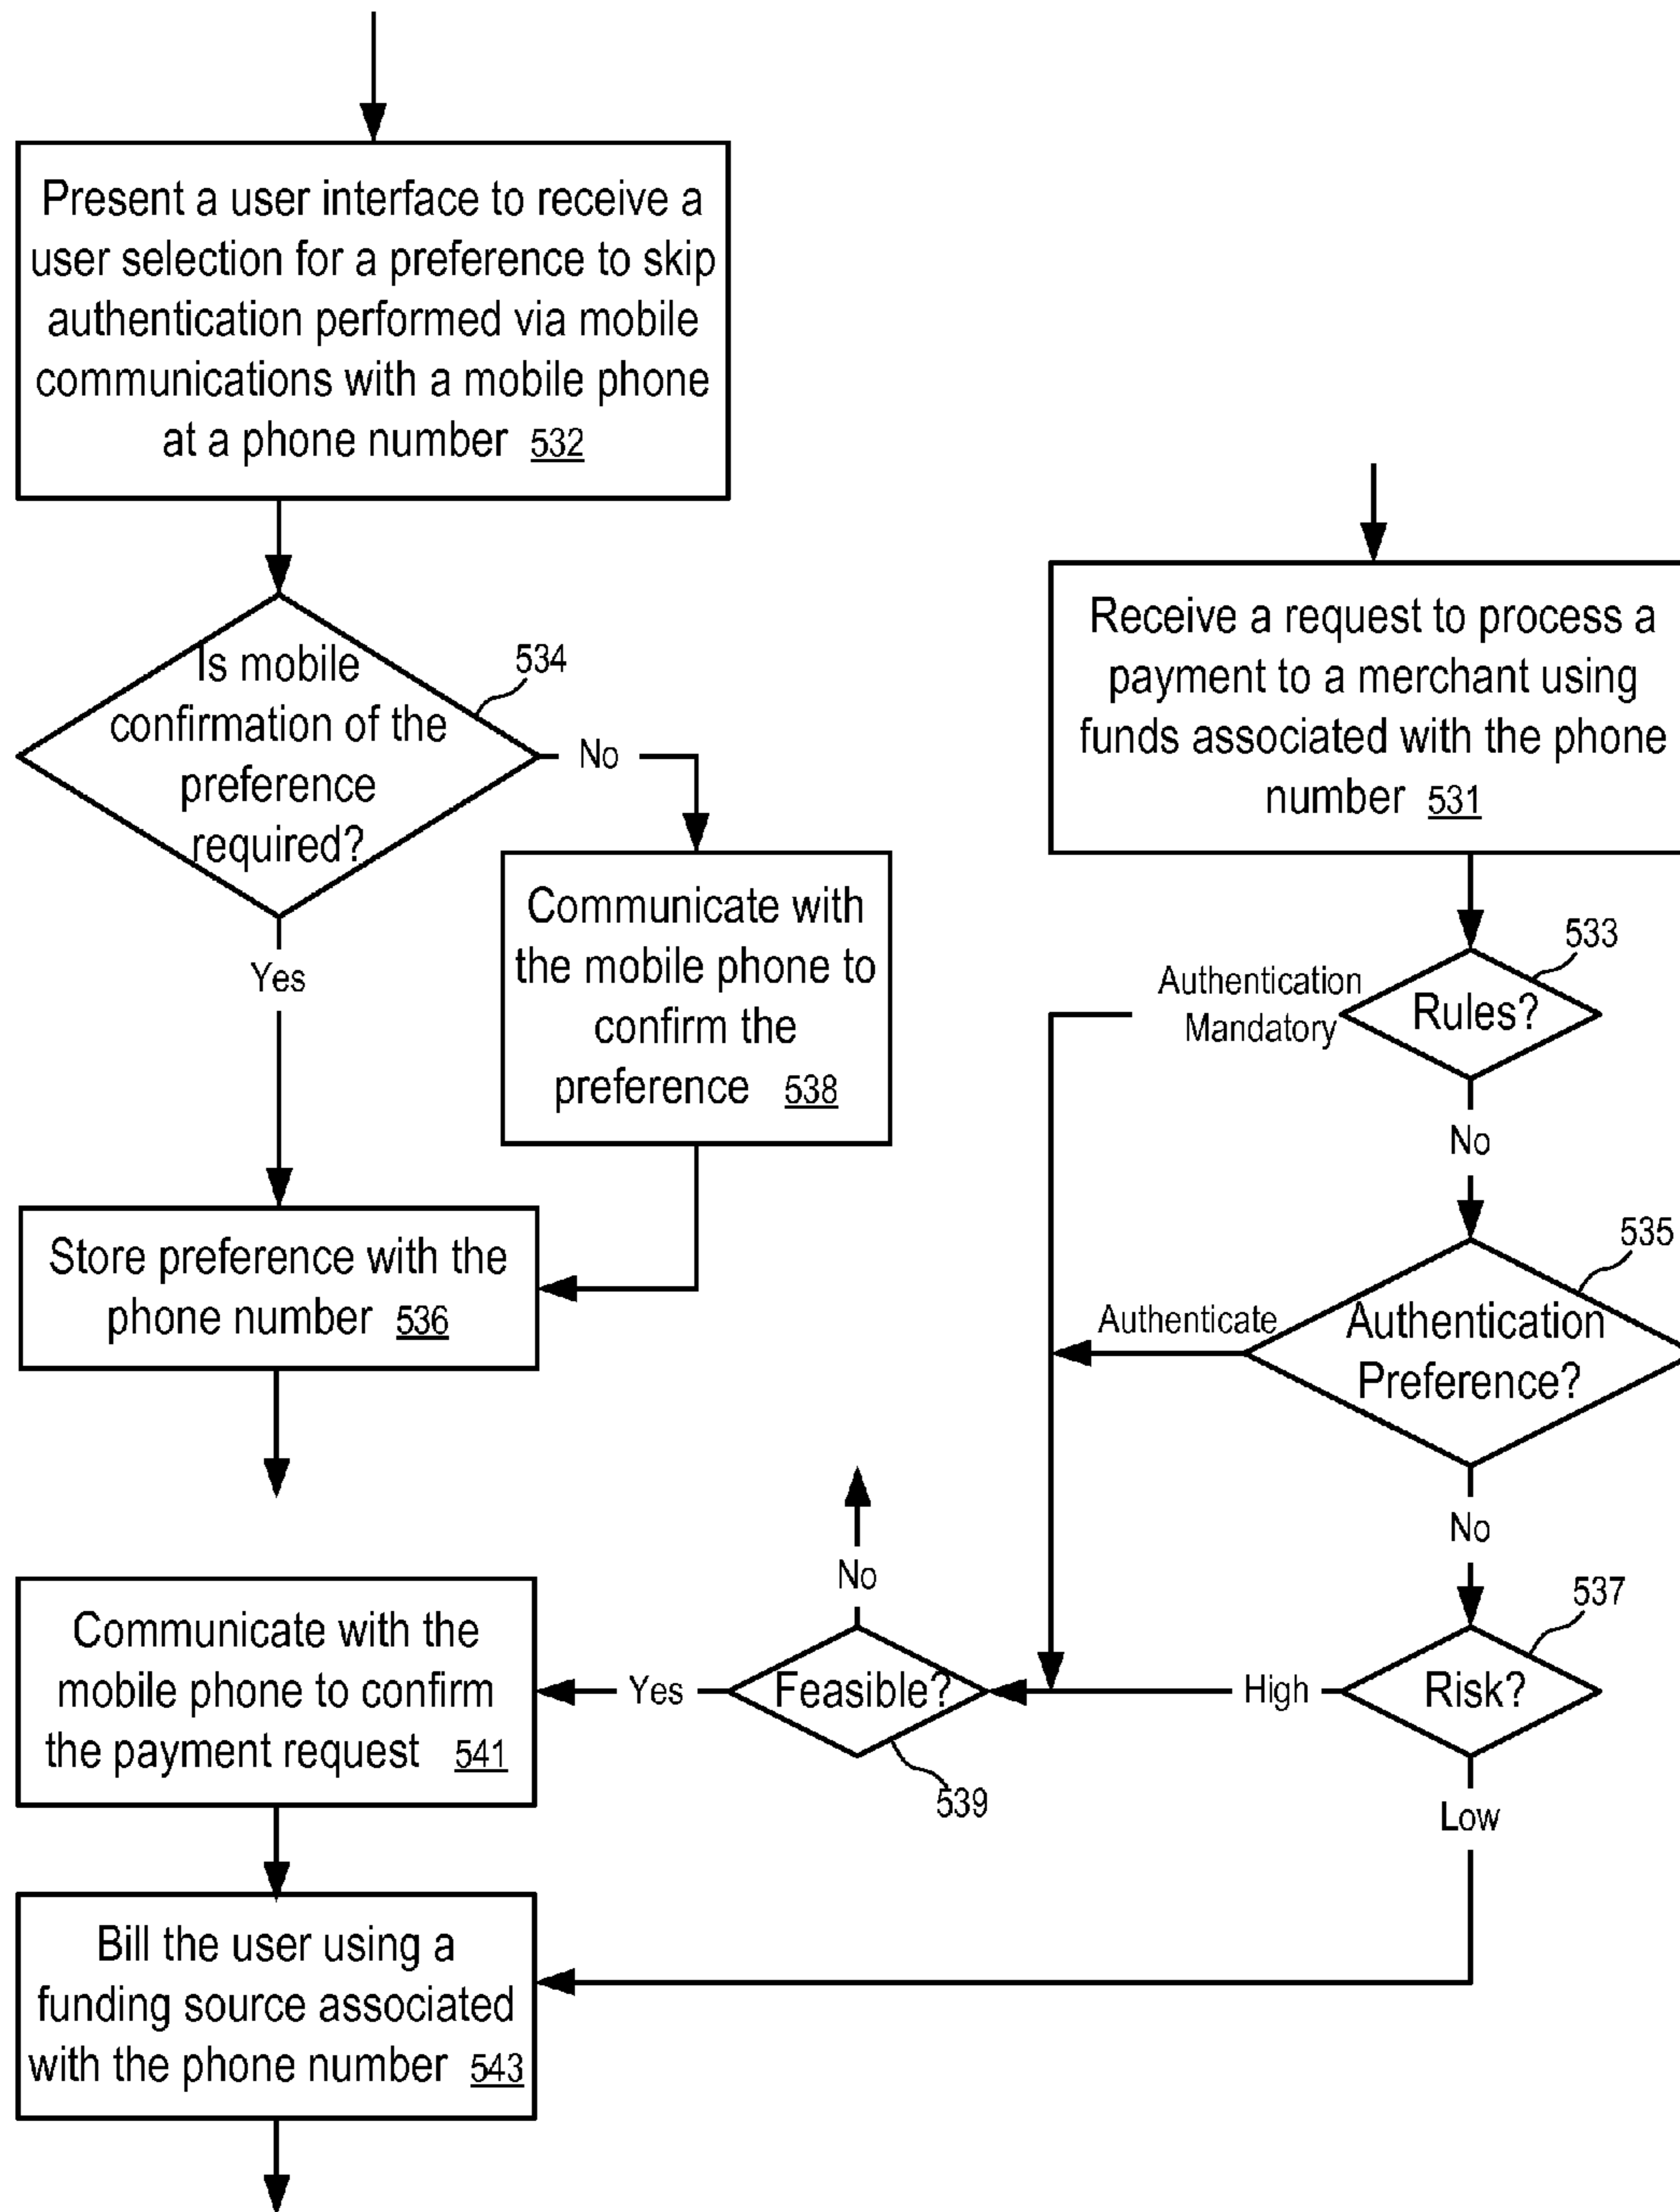 Present a user interface to receive a
user selection for a preference to skip
authentication performed via mobile
communications with a mobile phone
at a phone number 532
Is mobile
confirmation of the
preference
required?
534
No
Yes
Communicate with
the mobile phone to
confirm the
preference 538
Store preference with the
phone number 536
Receive a request to process a
payment to a merchant using
funds associated with the phone
number 531
533
Rules?
Authentication
Mandatory
No
535
Authentication
Preference?
Authenticate
No
537
Risk?
High
Low
Feasible?
539
No
Yes
Communicate with the
mobile phone to confirm
the payment request 541
Bill the user using a
funding source associated
with the phone number 543